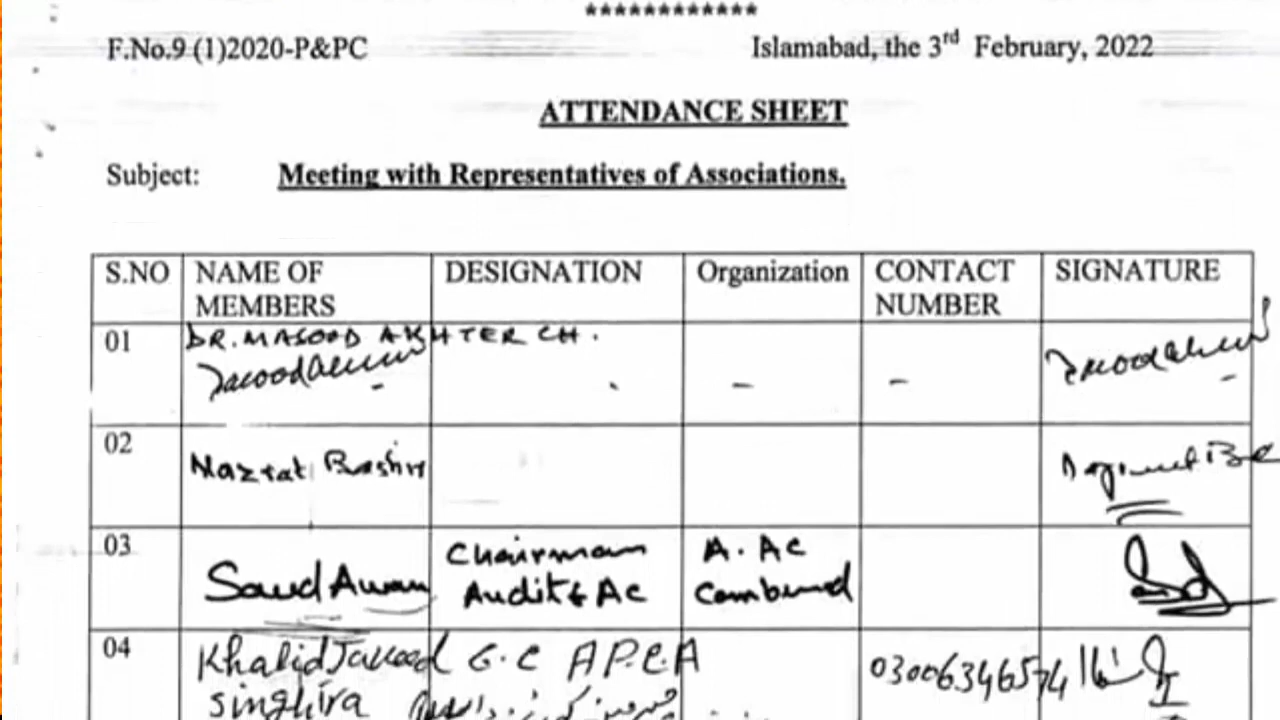 ************
F.No.9 (1)2020-P&PC Islamabad, the 3rd February, 2022
ATTENDANCE SHEET
Subject: Meeting with Representatives of Associations.
S.NO NAME OF MEMBERS DESIGNATION Organization CONTACT NUMBER SIGNATURE
01 DR. MASOOD AKHTER CH.
- - -
02 Nazrat Bashir
03 Saud Awan Chairman Audit & Ac A. Ac Combined
04 Khalid Javeed singhira G.C APCA 03006346574